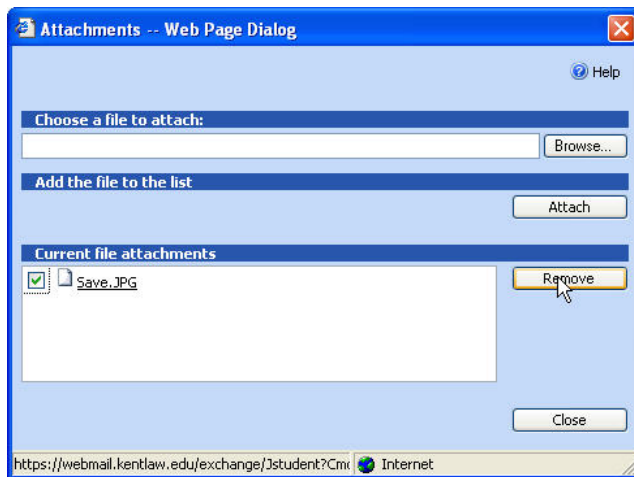 Attachments -- Web Page Dialog
Help
Choose a file to attach:
Browse...
Add the file to the list
Attach
Current file attachments
Save.JPG
Remove
Close
https://webmail.kentlaw.edu/exchange/Jstudent?Cm Internet